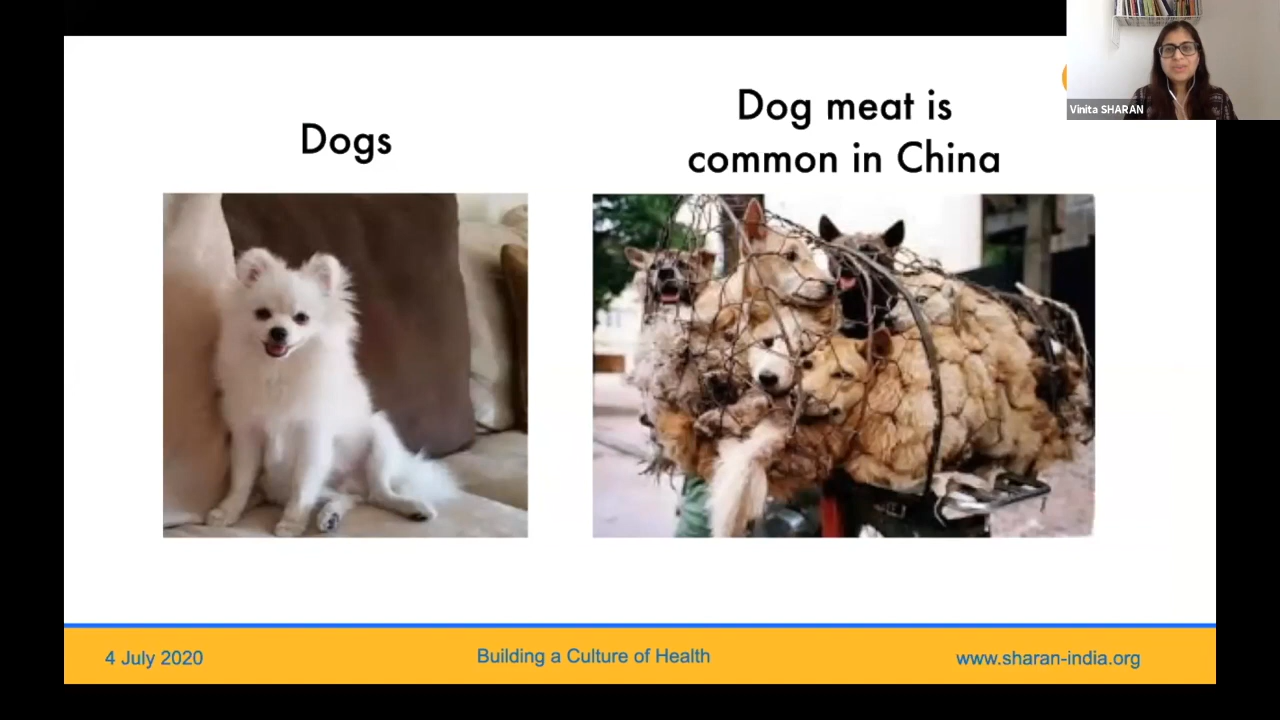 Dogs
Dog meat is
common in China
Vinita SHARAN
4 July 2020
Building a Culture of Health
www.sharan-india.org